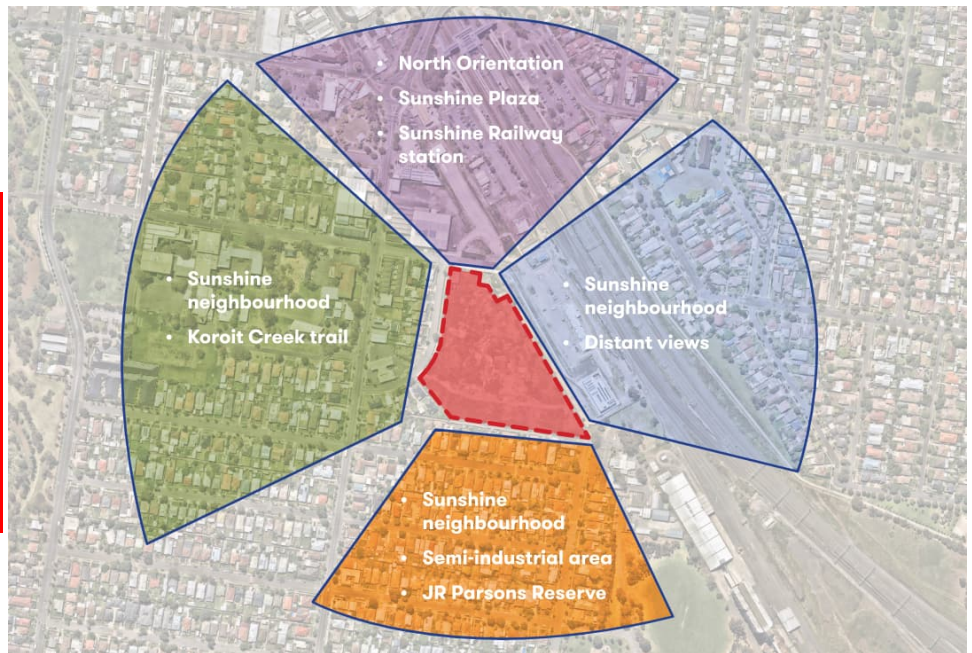 • North Orientation
• Sunshine Plaza
• Sunshine Railway
station
• Sunshine
neighbourhood
• Koroit Creek trail
• Sunshine
neighbourhood
• Distant views
• Sunshine
neighbourhood
• Semi-industrial area
• JR Parsons Reserve